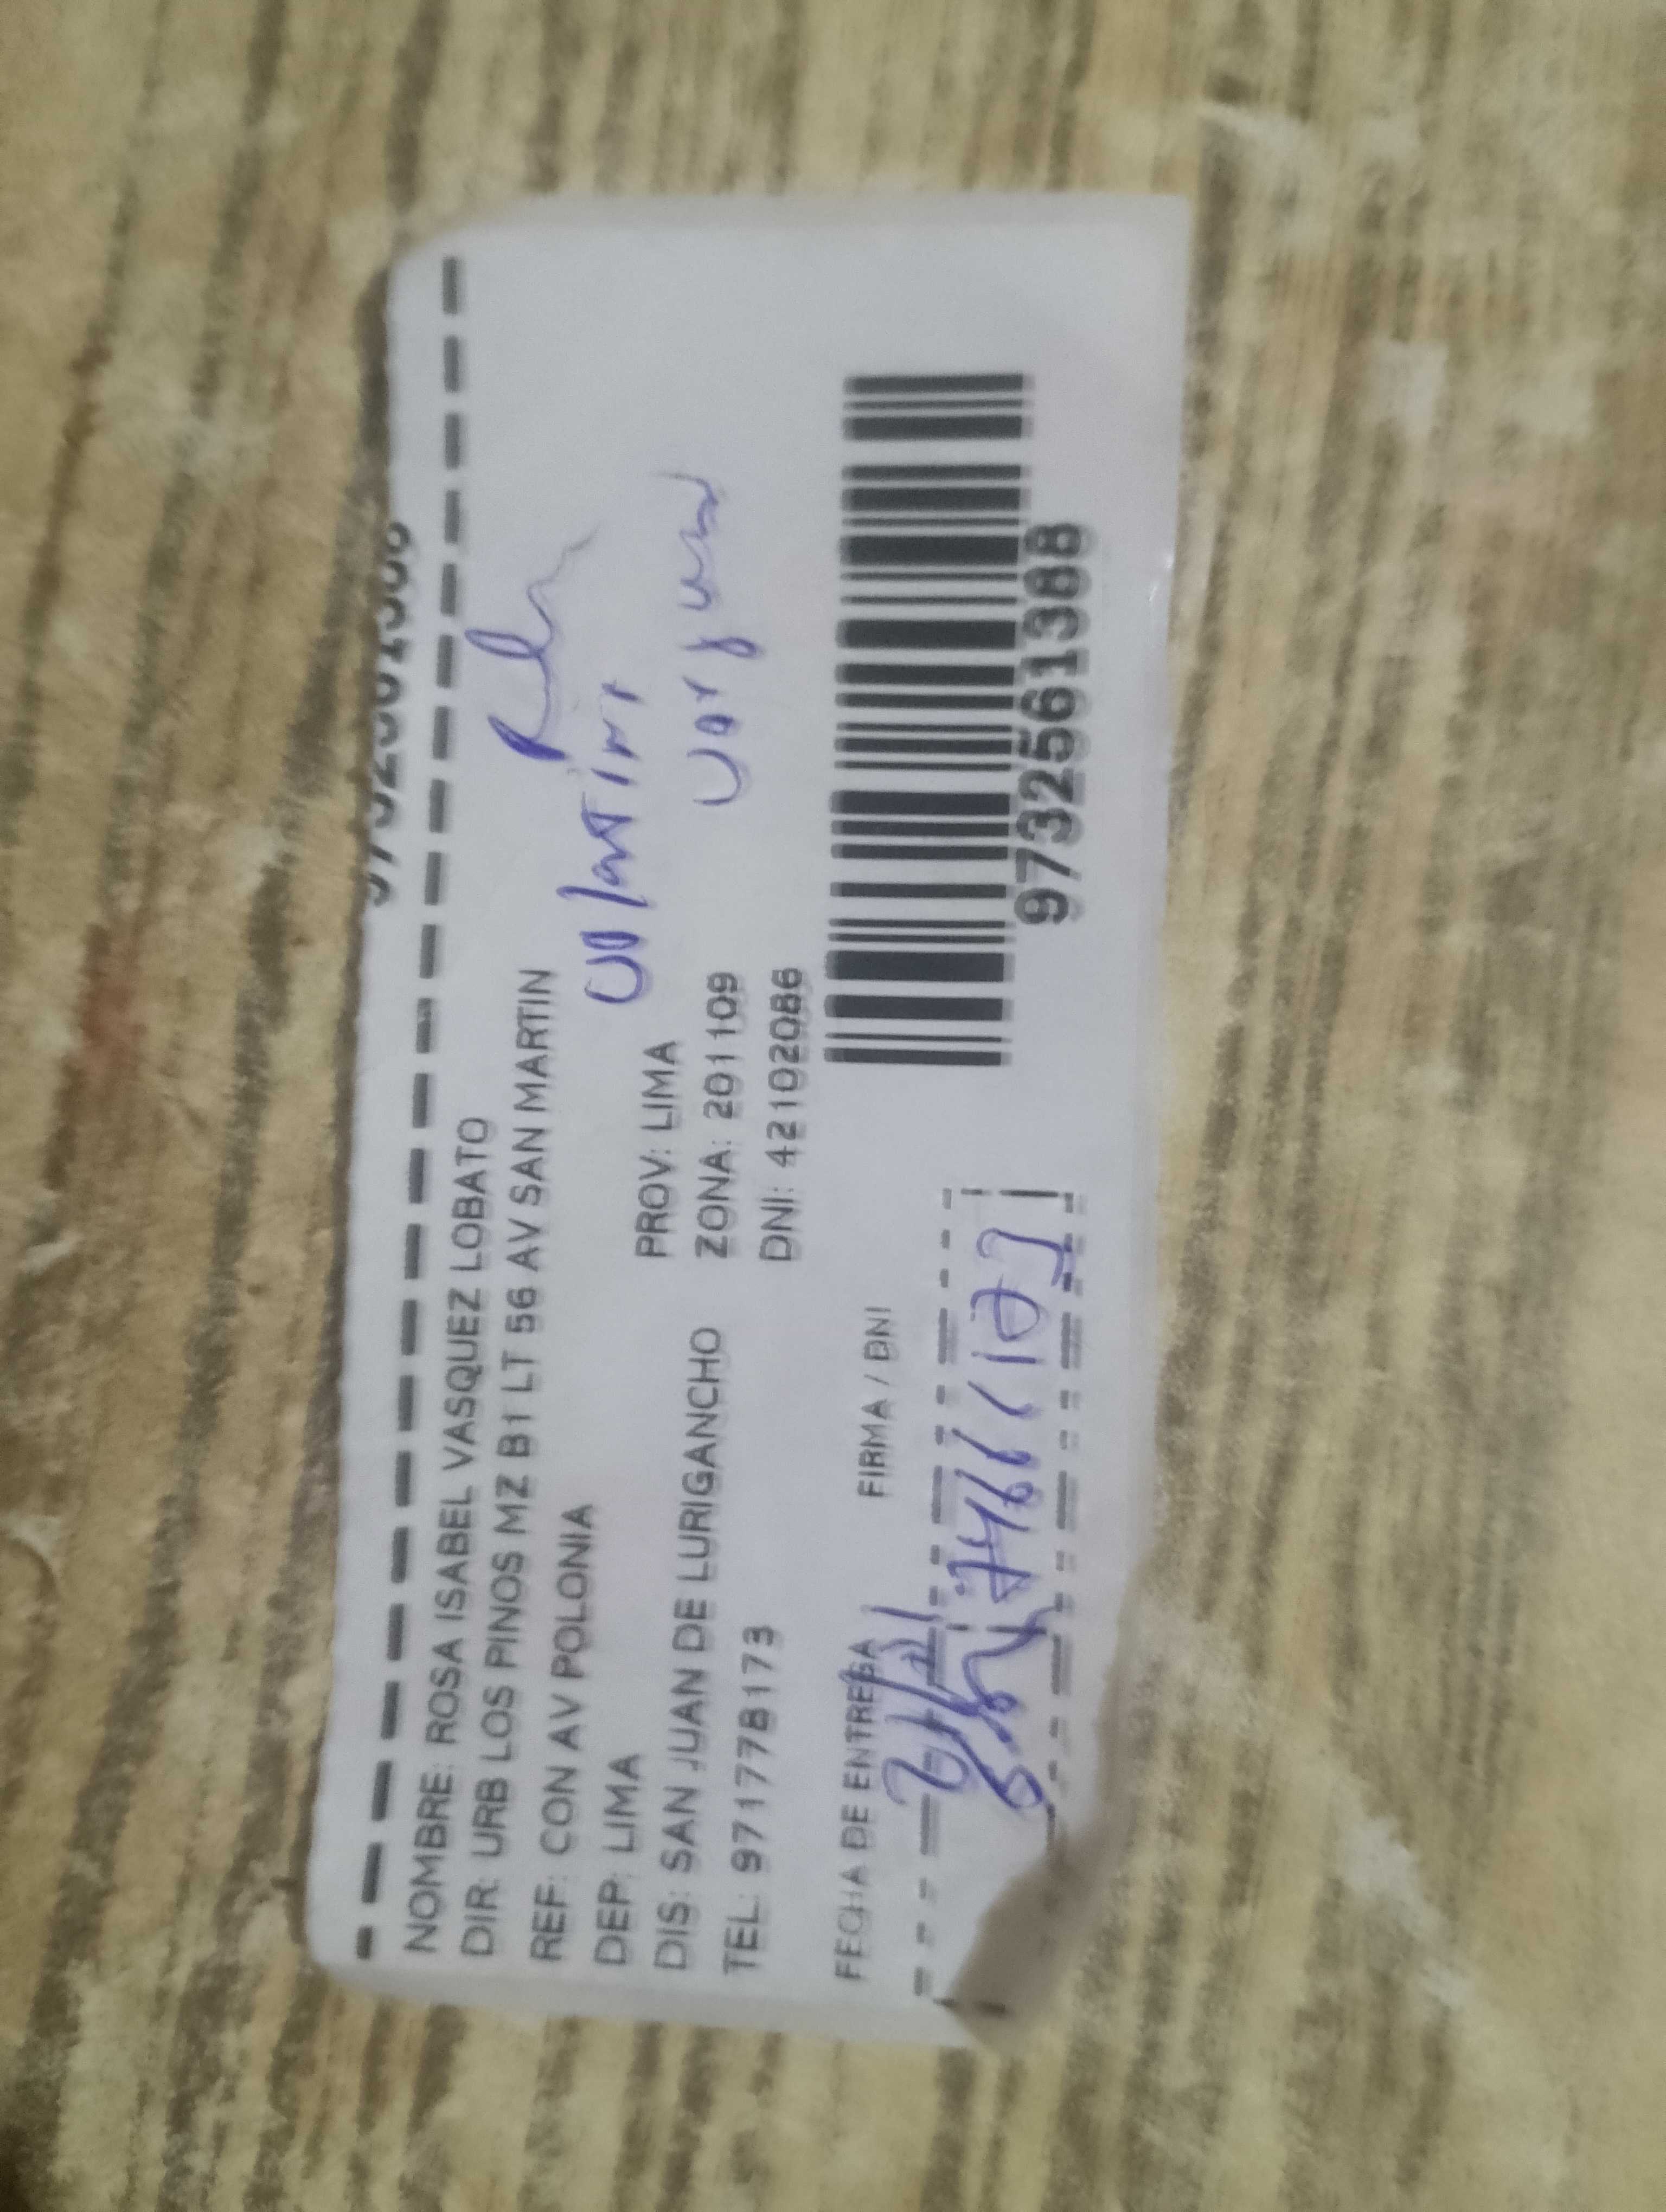 NOMBRE: ROSA ISABEL VASQUEZ LOBATO
DIR: URB LOS PINOS MZ B1 LT 56 AV SAN MARTIN
REF: CON AV POLONIA
DEP: LIMA PROV: LIMA
DIS: SAN JUAN DE LURIGANCHO ZONA: 201109
TEL: 971778173 DNI: 42102086
FECHA DE ENTREGA FIRMA / DNI
9732561388